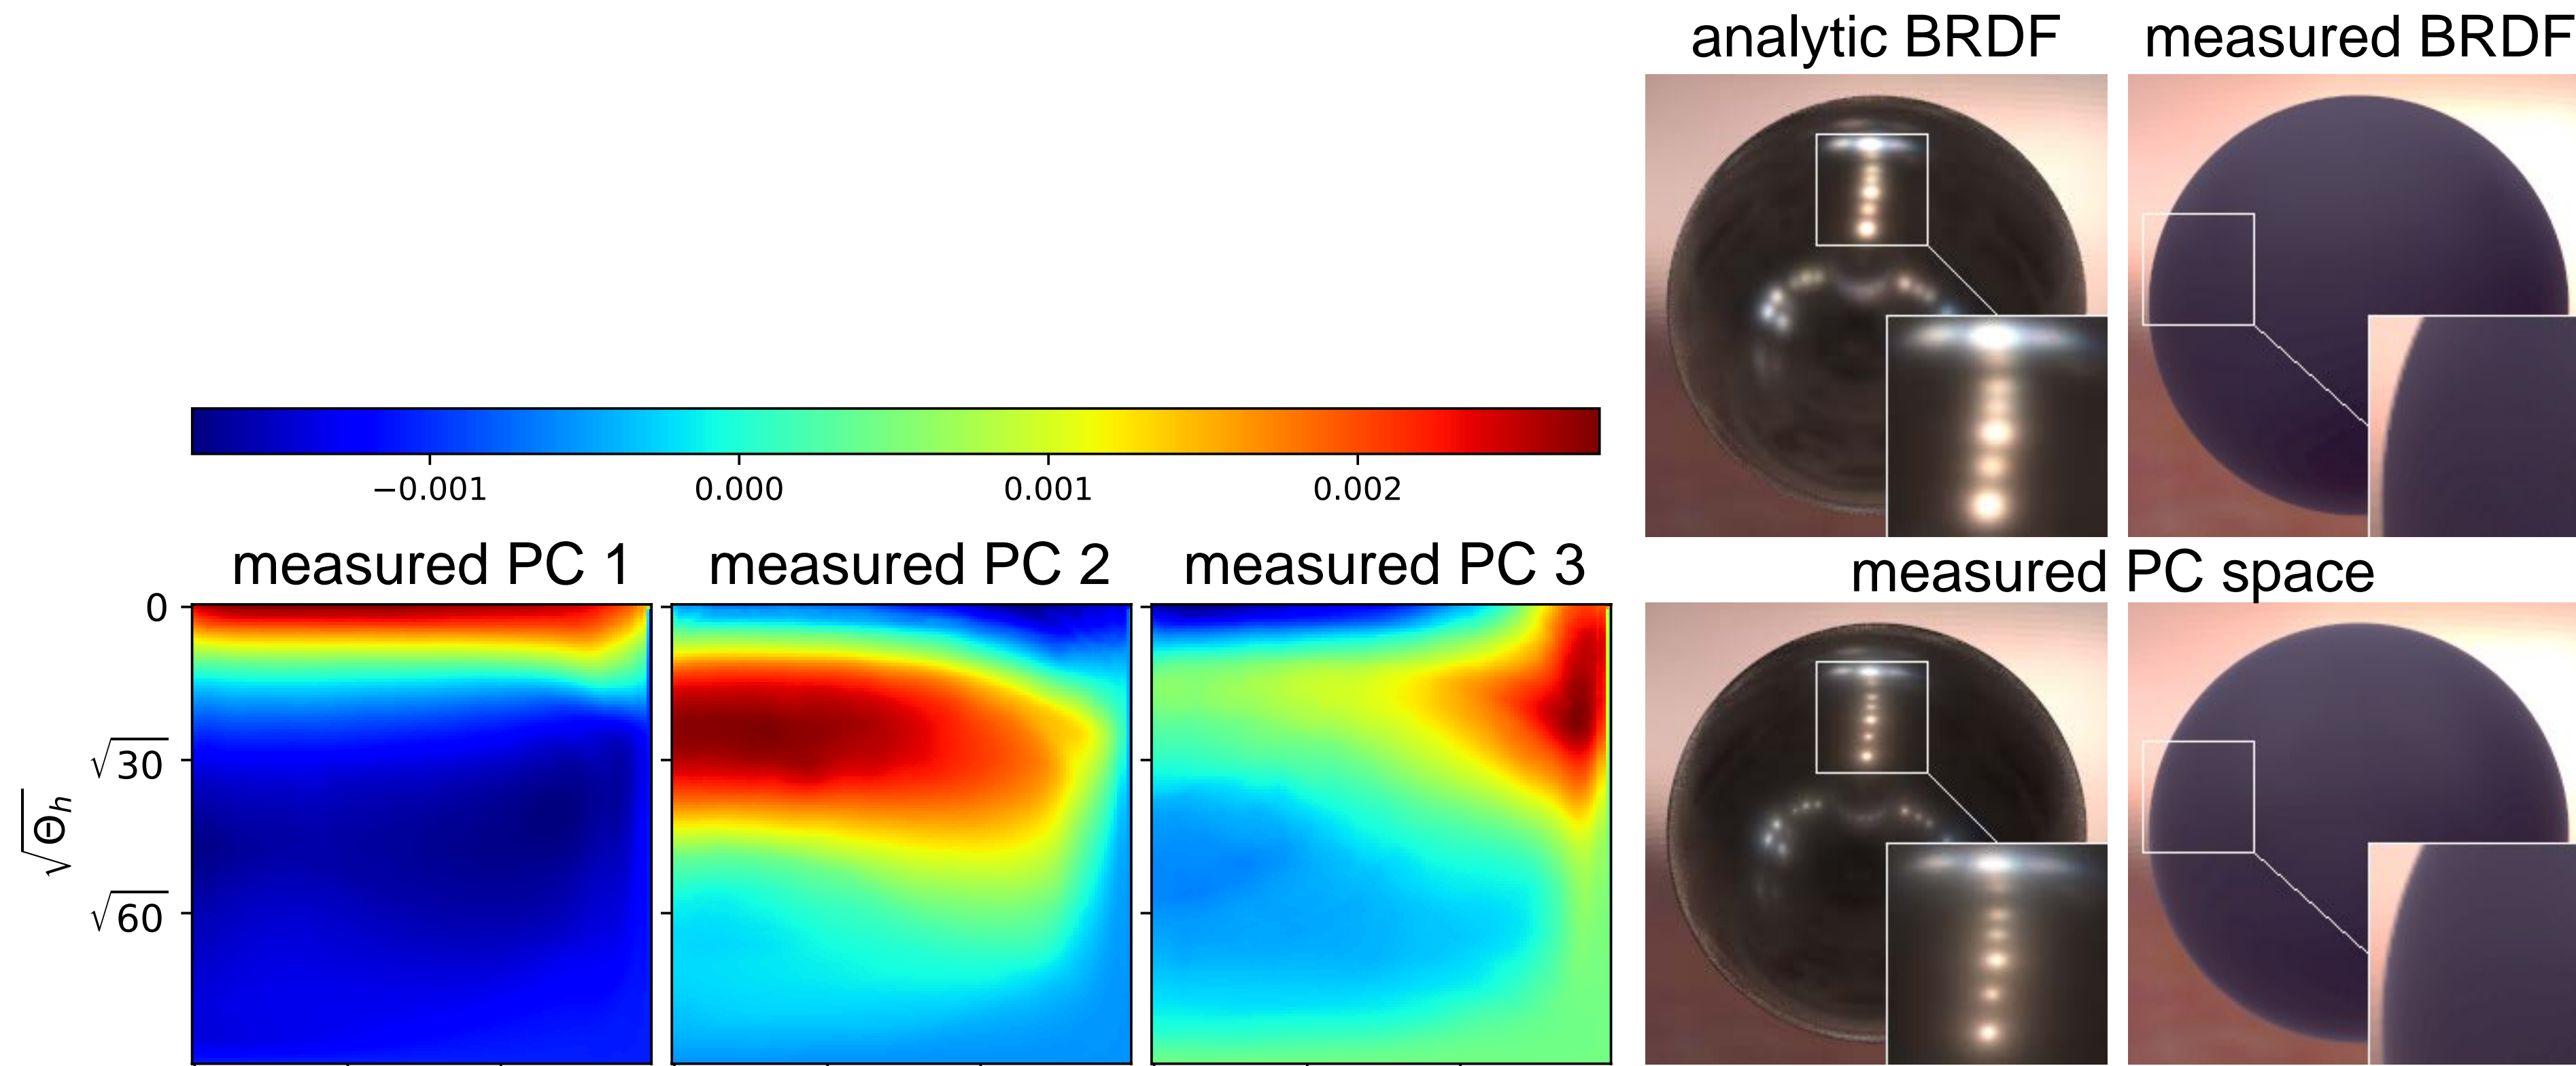 analytic BRDF measured BRDF
−0.001 0.000 0.001 0.002
measured PC 1 measured PC 2 measured PC 3
measured PC space
0
√30
√60
√Θh